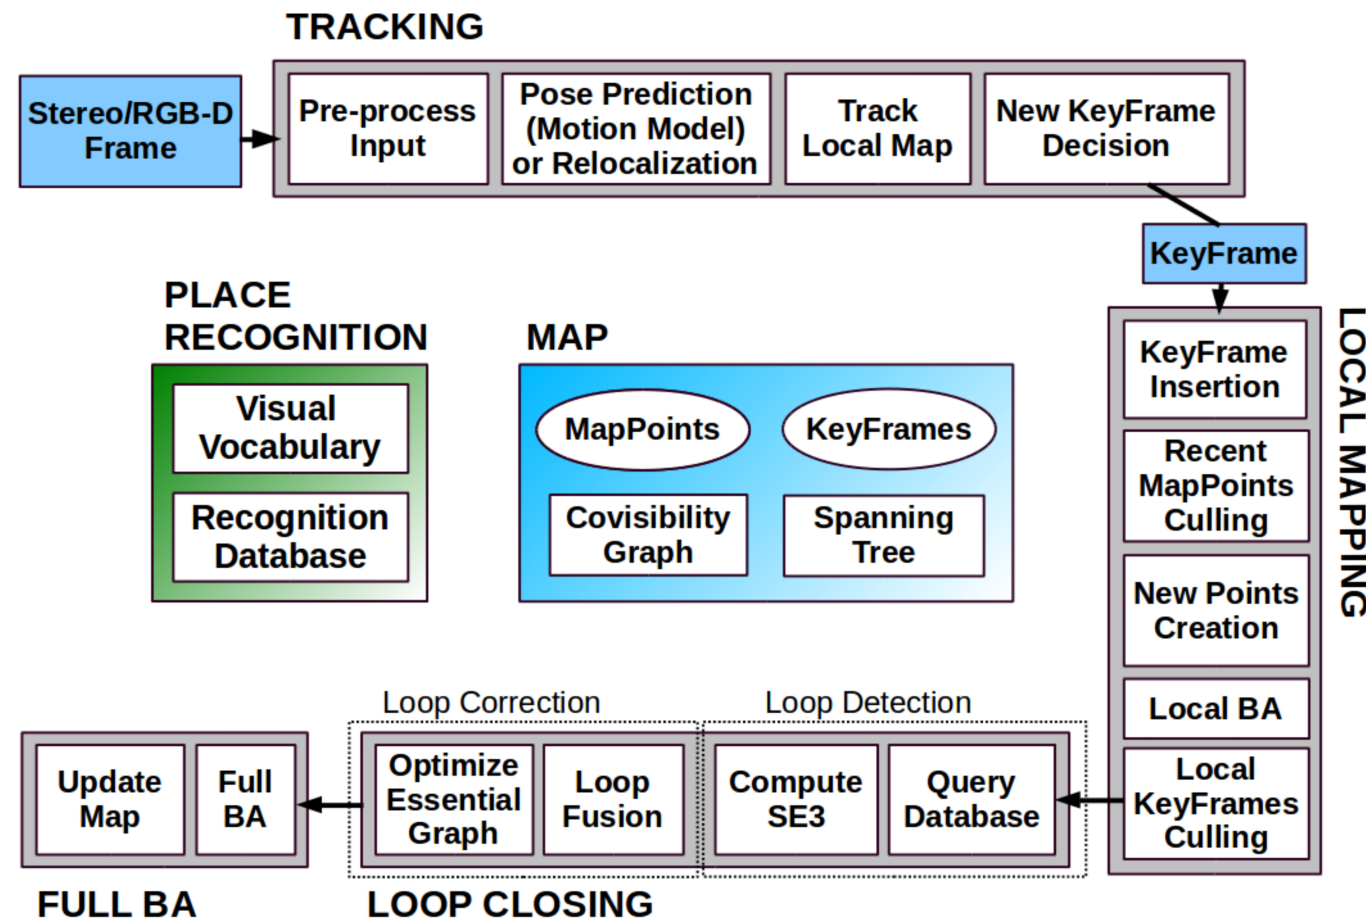 TRACKING
Stereo/RGB-D
Frame
Pre-process
Input
Pose Prediction
(Motion Model)
or Relocalization
Track
Local Map
New KeyFrame
Decision
KeyFrame
PLACE
RECOGNITION
Visual
Vocabulary
Recognition
Database
MAP
MapPoints
KeyFrames
Covisibility
Graph
Spanning
Tree
LOCAL MAPPING
KeyFrame
Insertion
Recent
MapPoints
Culling
New Points
Creation
Local BA
Local
KeyFrames
Culling
Loop Correction
Loop Detection
Optimize
Essential
Graph
Loop
Fusion
Compute
SE3
Query
Database
Update
Map
Full
BA
FULL BA
LOOP CLOSING